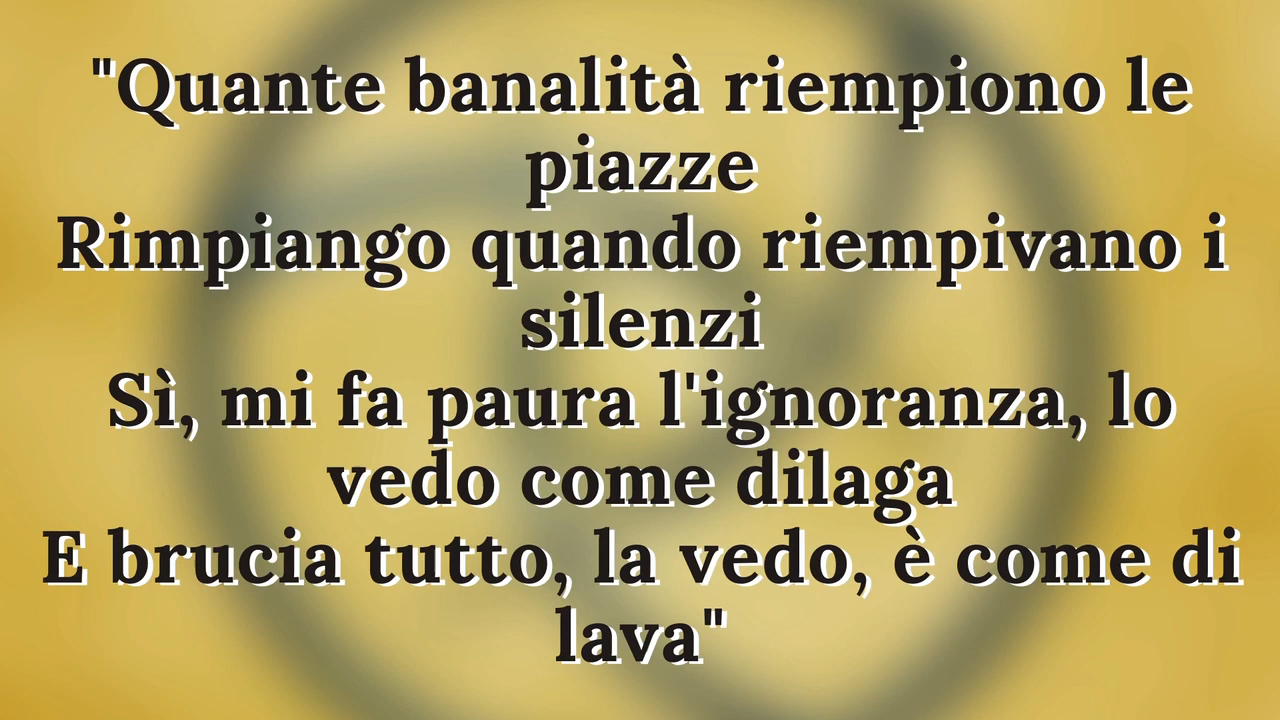 "Quante banalità riempiono le
piazze
Rimpiango quando riempivano i
silenzi
Sì, mi fa paura l'ignoranza, lo
vedo come dilaga
E brucia tutto, la vedo, è come di
lava"